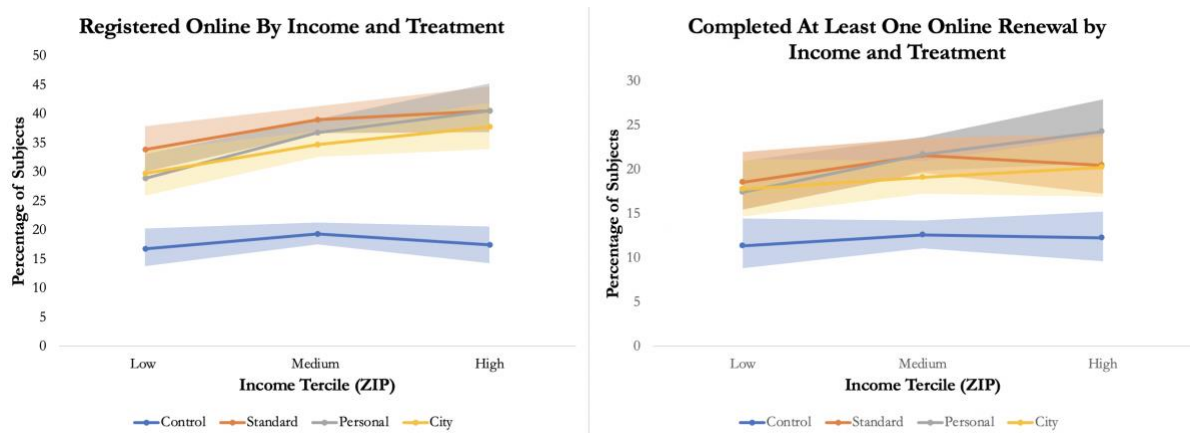 Registered Online By Income and Treatment
50
45
40
35
30
25
20
15
10
5
0
Percentage of Subjects
Low Medium High
Income Tercile (ZIP)
Control Standard Personal City
Completed At Least One Online Renewal by
Income and Treatment
30
25
20
15
10
5
0
Percentage of Subjects
Low Medium High
Income Tercile (ZIP)
Control Standard Personal City